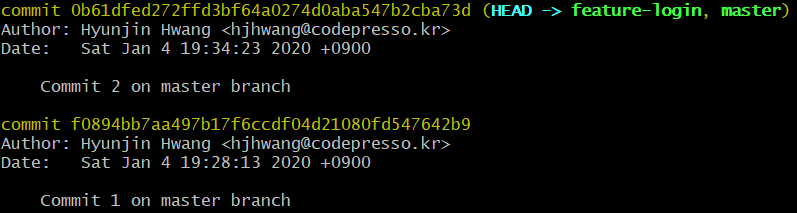 commit 0b61dfed272ffd3bf64a0274d0aba547b2cba73d (HEAD -> feature-login, master)
Author: Hyunjin Hwang <hjhwang@codepresso.kr>
Date:   Sat Jan 4 19:34:23 2020 +0900
    Commit 2 on master branch
commit f0894bb7aa497b17f6ccdf04d21080fd547642b9
Author: Hyunjin Hwang <hjhwang@codepresso.kr>
Date:   Sat Jan 4 19:28:13 2020 +0900
    Commit 1 on master branch